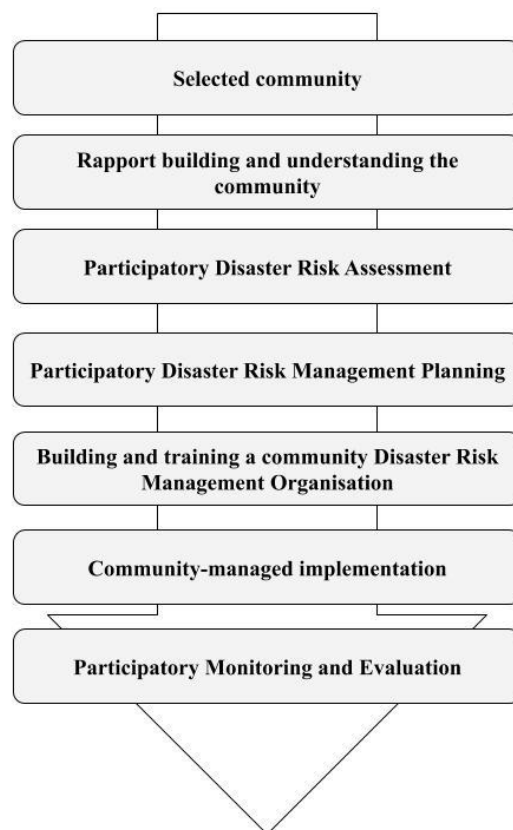 Selected community
Rapport building and understanding the
community
Participatory Disaster Risk Assessment
Participatory Disaster Risk Management Planning
Building and training a community Disaster Risk
Management Organisation
Community-managed implementation
Participatory Monitoring and Evaluation